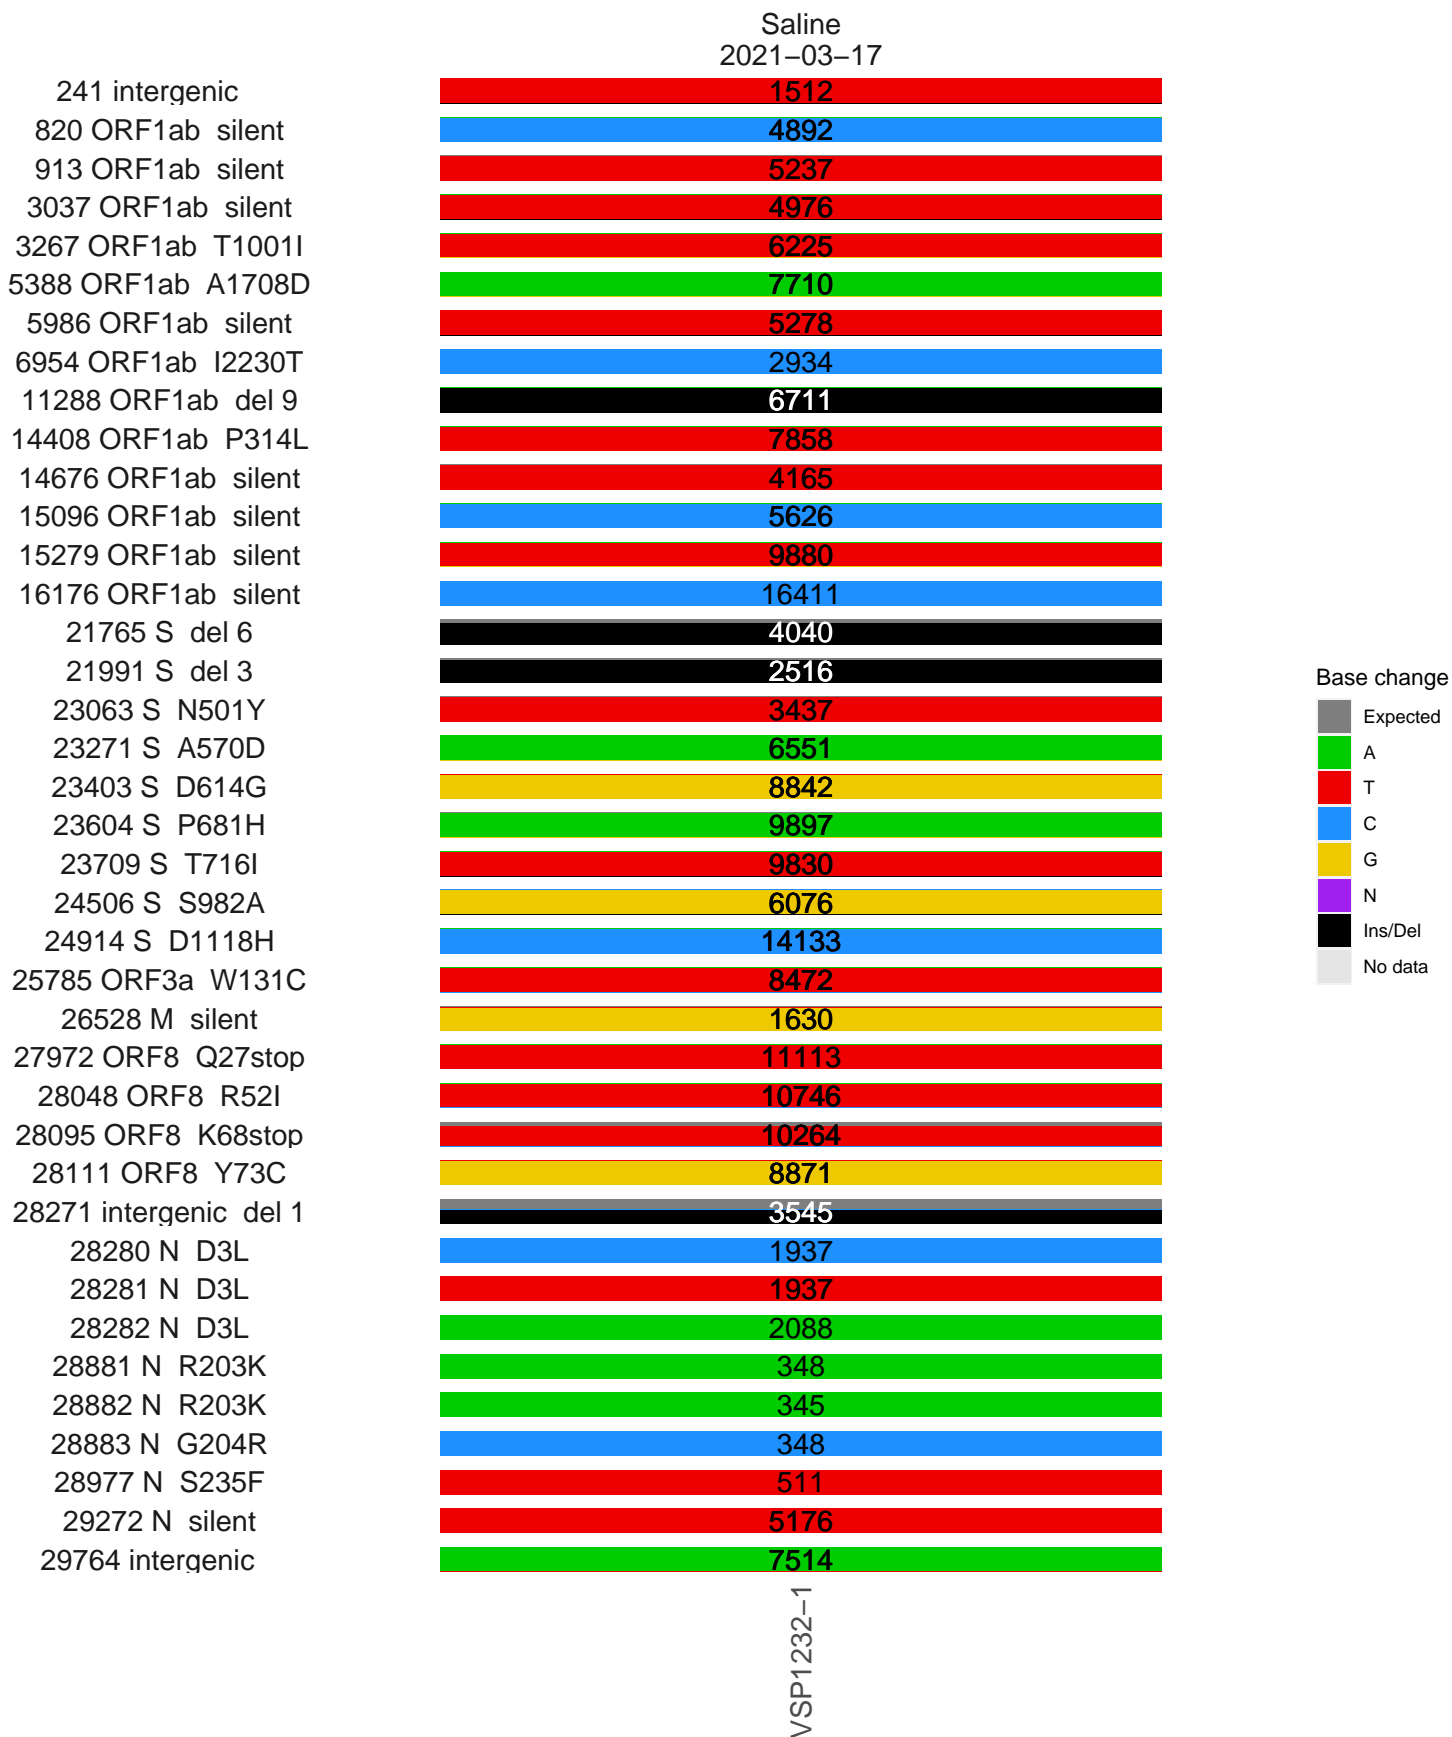 Saline
2021−03−17
241 intergenic 1512
820 ORF1ab silent 4892
913 ORF1ab silent 5237
3037 ORF1ab silent 4976
3267 ORF1ab T1001I 6225
5388 ORF1ab A1708D 7710
5986 ORF1ab silent 5278
6954 ORF1ab I2230T 2934
11288 ORF1ab del 9 6711
14408 ORF1ab P314L 7858
14676 ORF1ab silent 4165
15096 ORF1ab silent 5626
15279 ORF1ab silent 9880
16176 ORF1ab silent 16411
21765 S del 6 4040
21991 S del 3 2516
23063 S N501Y 3437
23271 S A570D 6551
23403 S D614G 8842
23604 S P681H 9897
23709 S T716I 9830
24506 S S982A 6076
24914 S D1118H 14133
25785 ORF3a W131C 8472
26528 M silent 1630
27972 ORF8 Q27stop 11113
28048 ORF8 R52I 10746
28095 ORF8 K68stop 10264
28111 ORF8 Y73C 8871
28271 intergenic del 1 3545
28280 N D3L 1937
28281 N D3L 1937
28282 N D3L 2088
28881 N R203K 348
28882 N R203K 345
28883 N G204R 348
28977 N S235F 511
29272 N silent 5176
29764 intergenic 7514
VSP1232−1
Base change
Expected
A
T
C
G
N
Ins/Del
No data